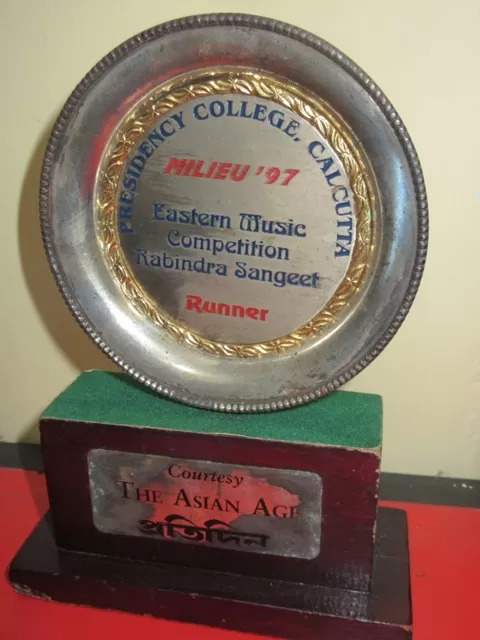 PRESIDENCY COLLEGE, CALCUTTA
MILIEU '97
Eastern Music
Competition
Rabindra Sangeet
Runner
Courtesy
THE ASIAN AGE
প্রতিদিন